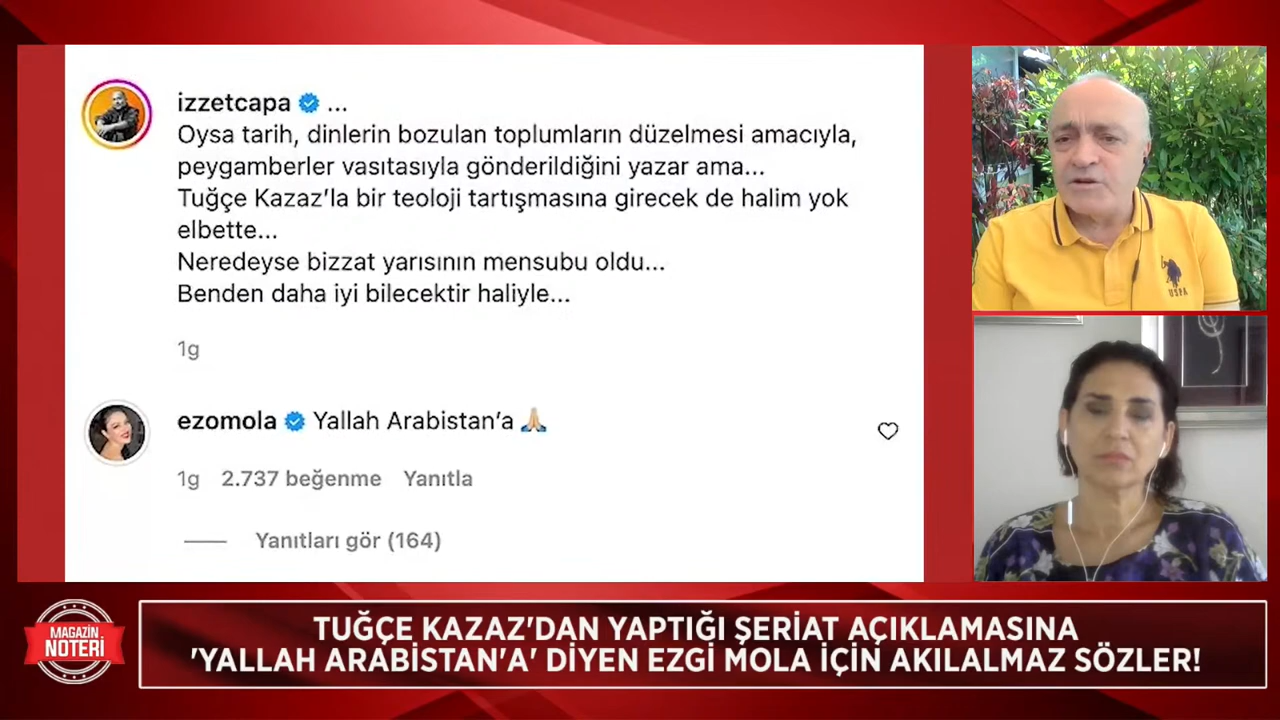 izzetcapa ...
Oysa tarih, dinlerin bozulan toplumların düzelmesi amacıyla,
peygamberler vasıtasıyla gönderildiğini yazar ama...
Tuğçe Kazaz’la bir teoloji tartışmasına girecek de halim yok
elbette...
Neredeyse bizzat yarısının mensubu oldu...
Benden daha iyi bilecektir haliyle...
1g
ezomola Yallah Arabistan’a 🙏🏼
1g 2.737 beğenme Yanıtla
Yanıtları gör (164)
USPA
MAGAZİN
NOTERİ
TUĞÇE KAZAZ'DAN YAPTIĞI ŞERİAT AÇIKLAMASINA
'YALLAH ARABİSTAN'A' DİYEN EZGİ MOLA İÇİN AKILALMAZ SÖZLER!